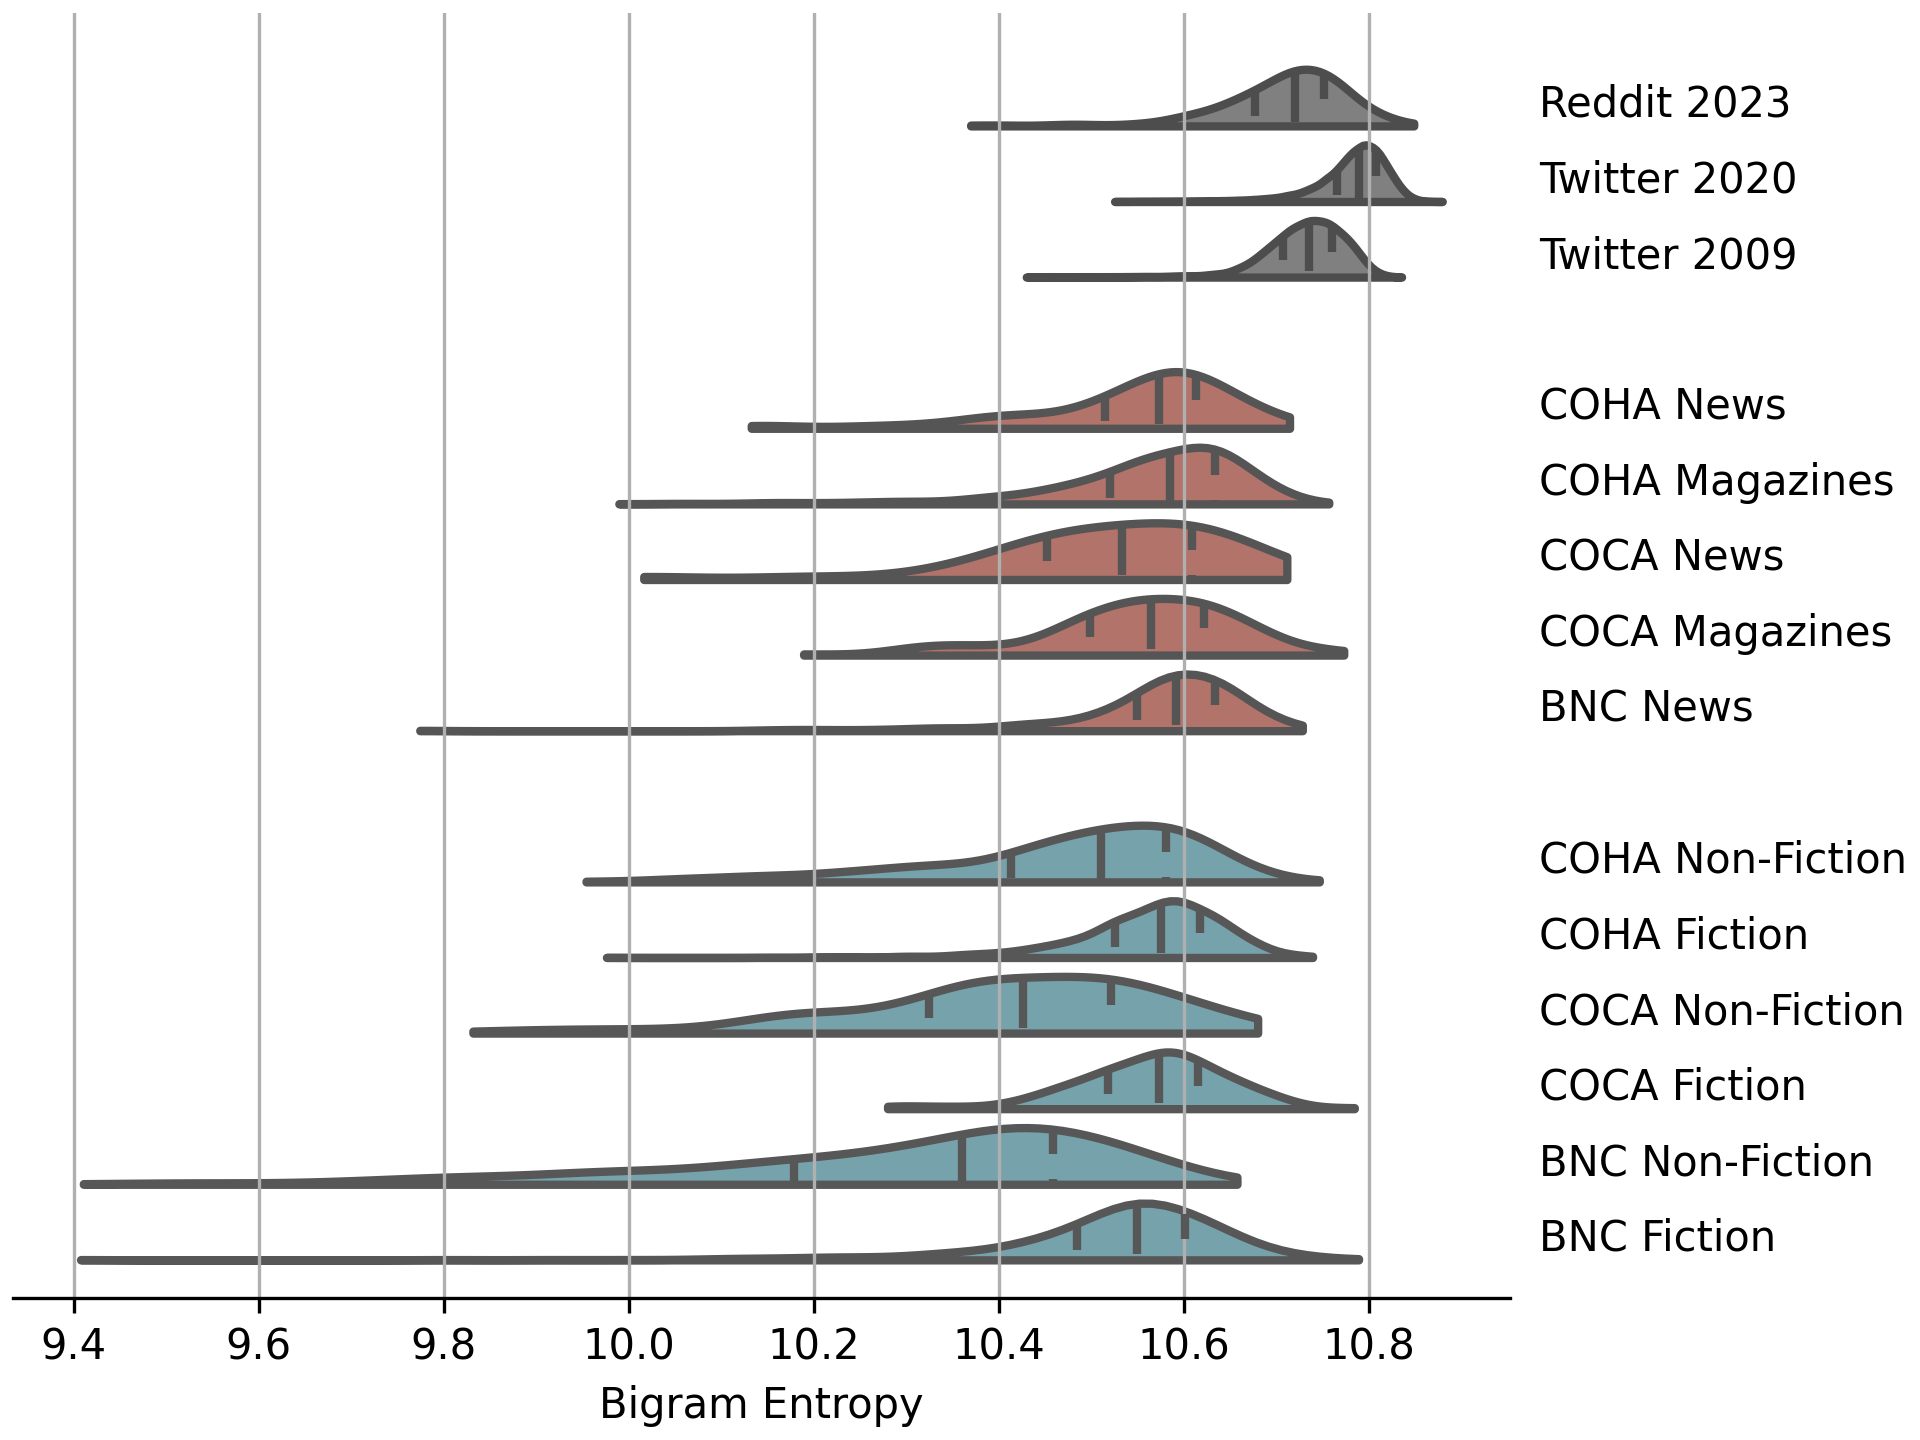 Reddit 2023
Twitter 2020
Twitter 2009
COHA News
COHA Magazines
COCA News
COCA Magazines
BNC News
COHA Non-Fiction
COHA Fiction
COCA Non-Fiction
COCA Fiction
BNC Non-Fiction
BNC Fiction
9.4 9.6 9.8 10.0 10.2 10.4 10.6 10.8
Bigram Entropy